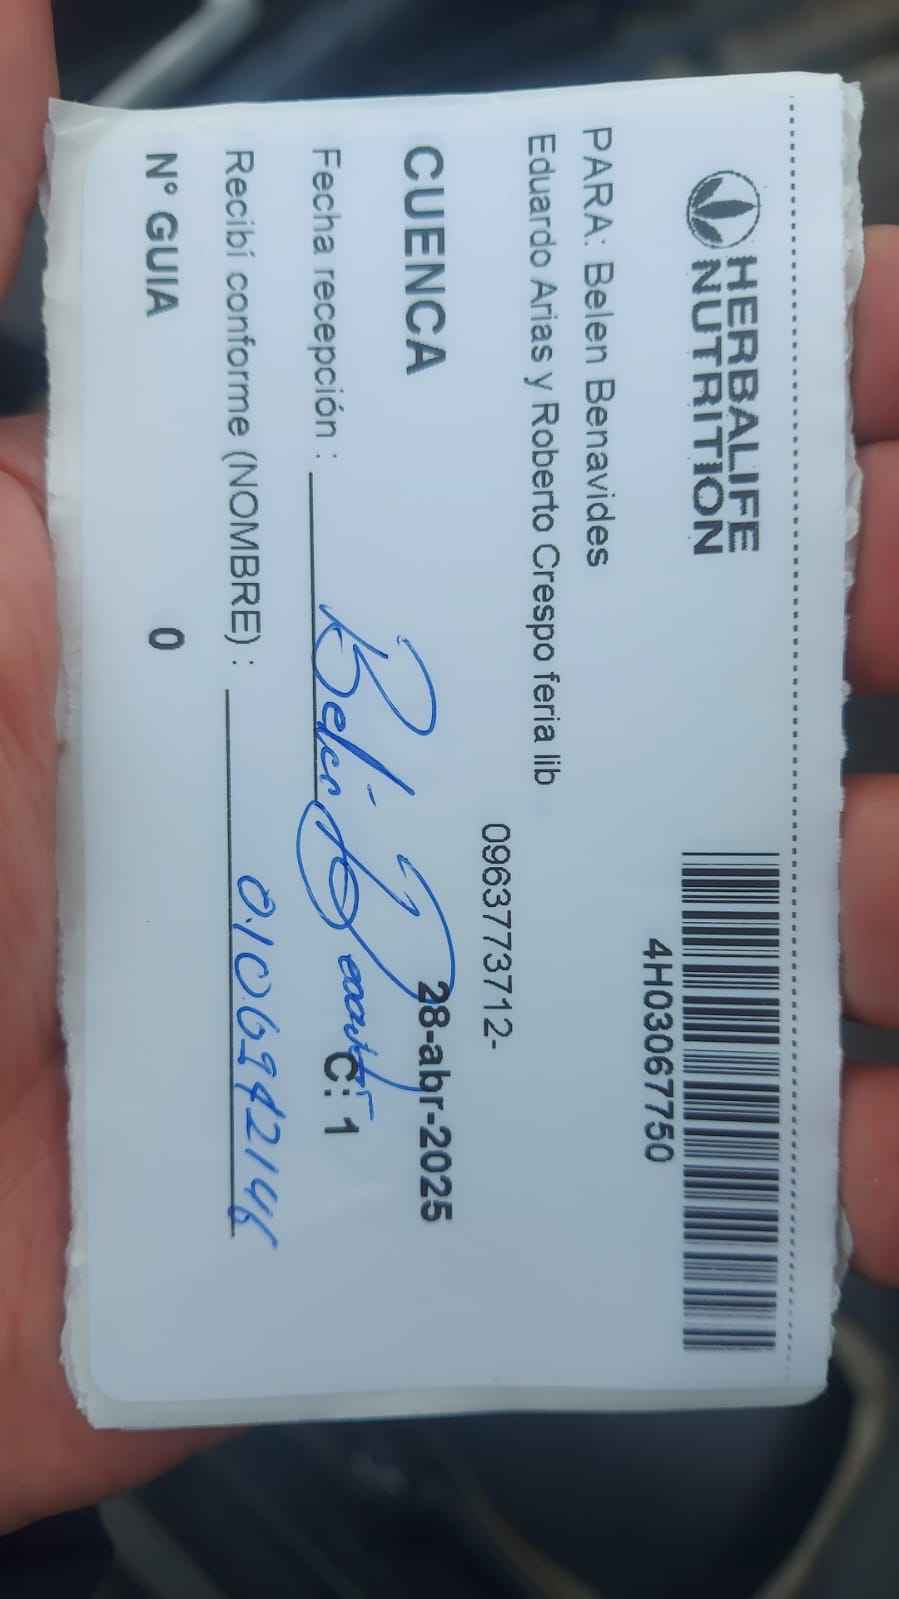 HERBALIFE
NUTRITION
4H03067750
PARA: Belen Benavides
Eduardo Arias y Roberto Crespo feria lib
0963773712-
CUENCA 28-abr-2025
Fecha recepción : Belén C: 1
Recibí conforme (NOMBRE) : 0106942146
N° GUIA 0